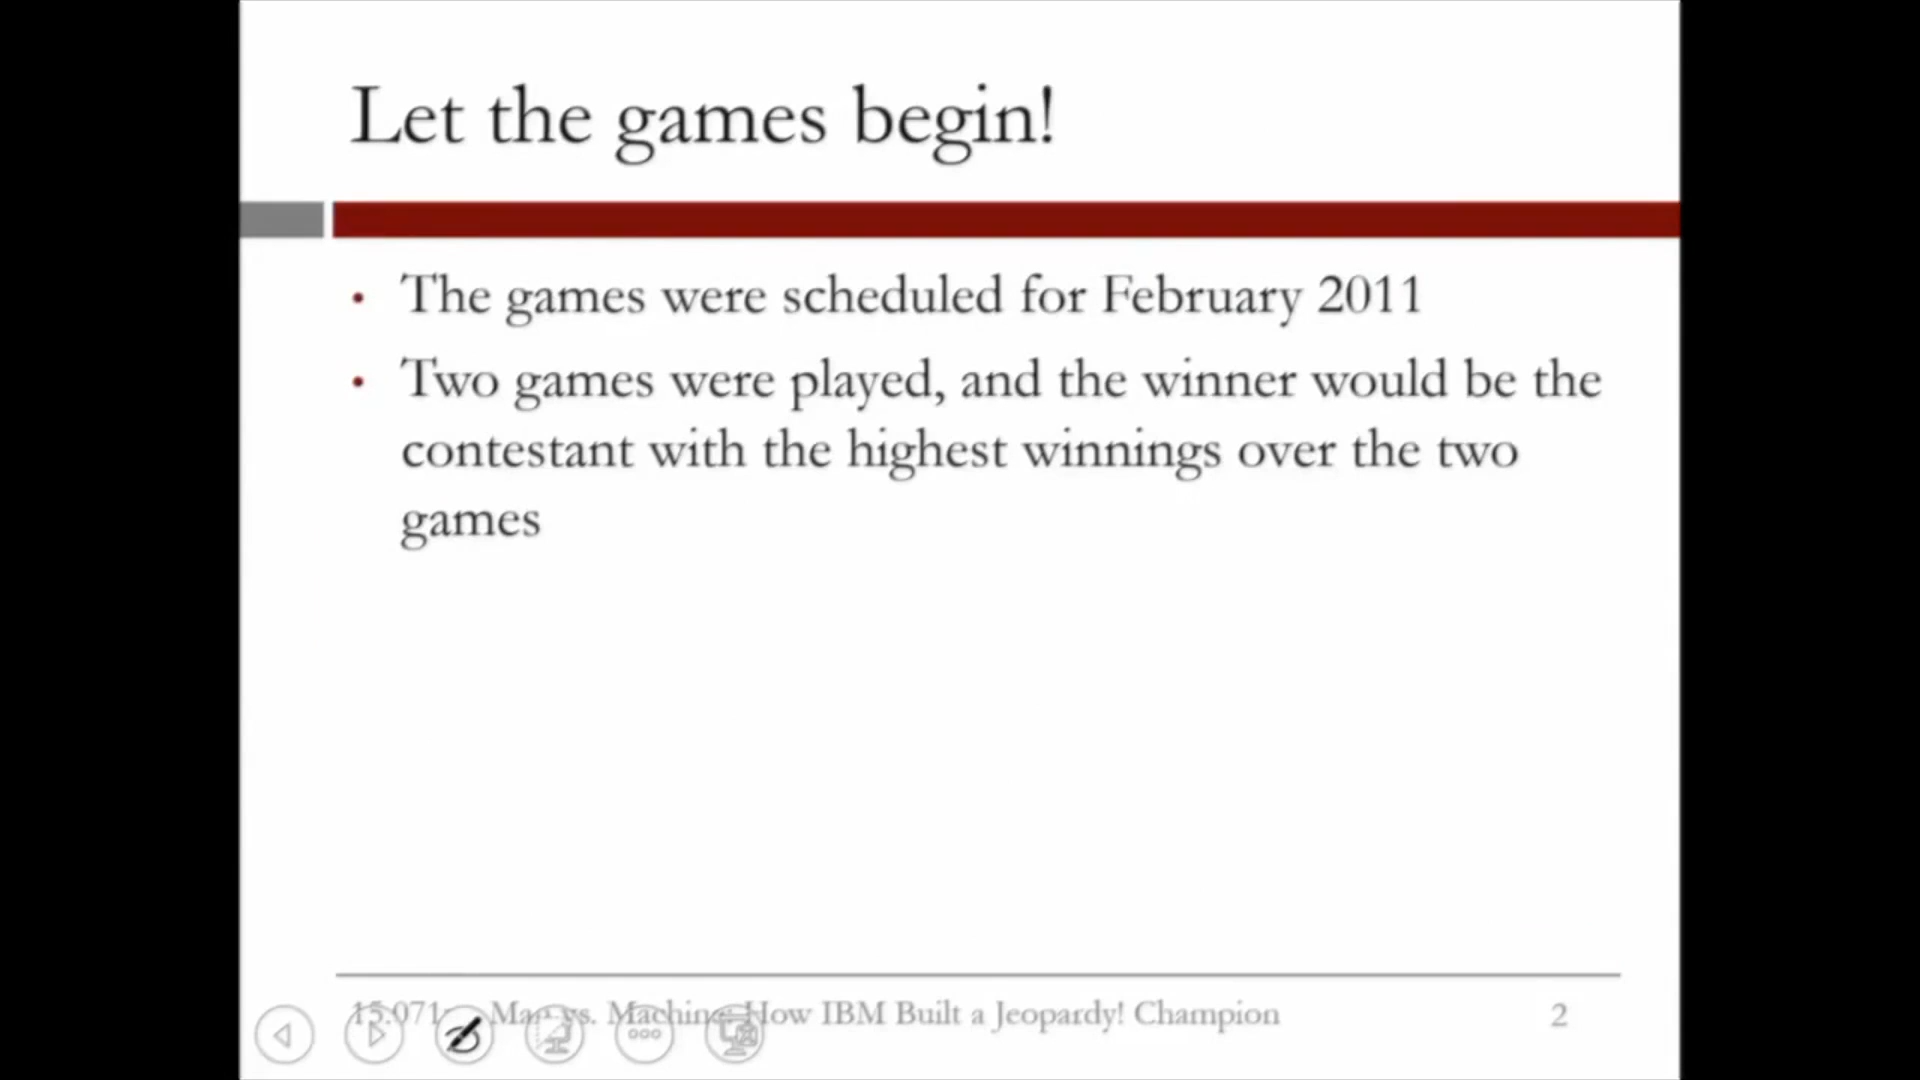 Let the games begin!
• The games were scheduled for February 2011
• Two games were played, and the winner would be the
contestant with the highest winnings over the two
games
15.071x Man vs. Machine: How IBM Built a Jeopardy! Champion 2